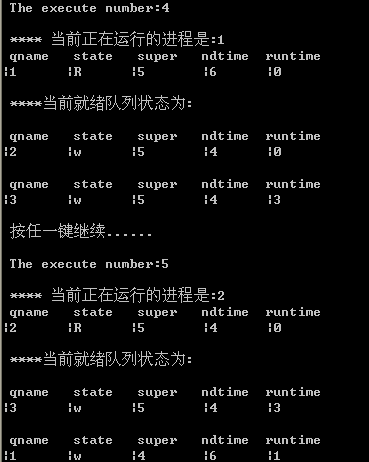 The execute number:4
**** 当前正在运行的进程是:1
qname state super ndtime runtime
|1 |R |5 |6 |0
****当前就绪队列状态为:
qname state super ndtime runtime
|2 |w |5 |4 |0
qname state super ndtime runtime
|3 |w |5 |4 |3
按任一键继续......
The execute number:5
**** 当前正在运行的进程是:2
qname state super ndtime runtime
|2 |R |5 |4 |0
****当前就绪队列状态为:
qname state super ndtime runtime
|3 |w |5 |4 |3
qname state super ndtime runtime
|1 |w |4 |6 |1